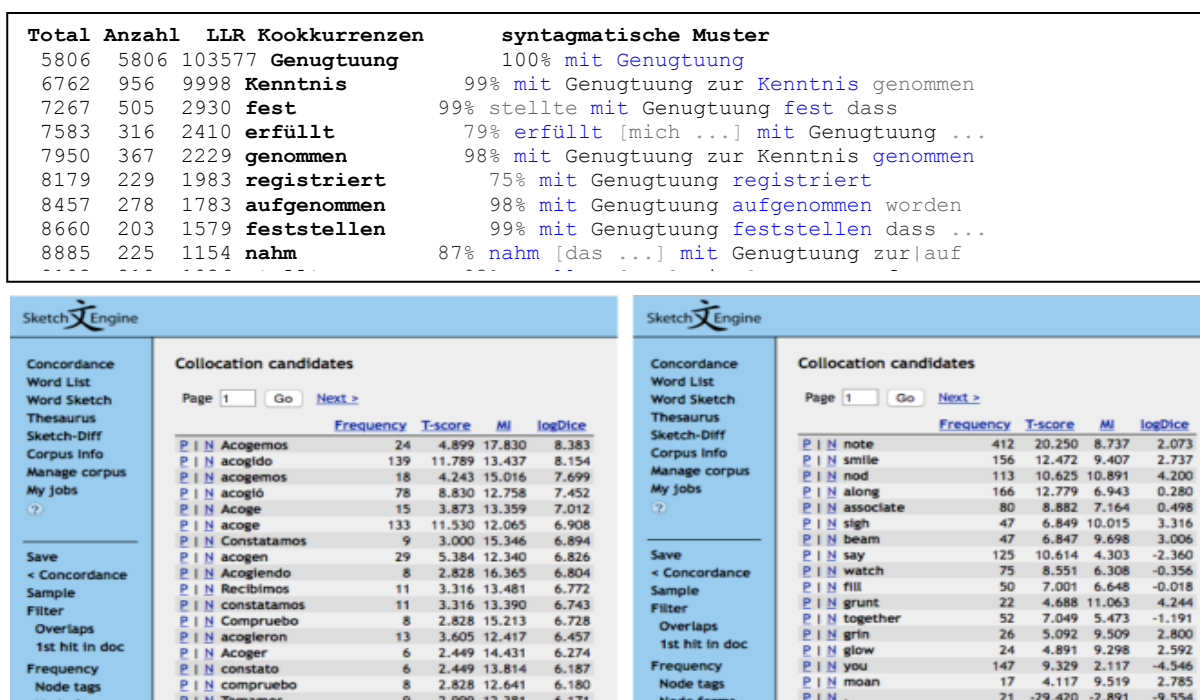 Total Anzahl LLR Kookkurrenzen syntagmatische Muster
5806 5806 103577 Genugtuung 100% mit Genugtuung
6762 956 9998 Kenntnis 99% mit Genugtuung zur Kenntnis genommen
7267 505 2930 fest 99% stellte mit Genugtuung fest dass
7583 316 2410 erfüllt 79% erfüllt [mich ...] mit Genugtuung ...
7950 367 2229 genommen 98% mit Genugtuung zur Kenntnis genommen
8179 229 1983 registriert 75% mit Genugtuung registriert
8457 278 1783 aufgenommen 98% mit Genugtuung aufgenommen worden
8660 203 1579 feststellen 99% mit Genugtuung feststellen dass ...
8885 225 1154 nahm 87% nahm [das ...] mit Genugtuung zur|auf
Sketch Engine
Concordance
Word List
Word Sketch
Thesaurus
Sketch-Diff
Corpus Info
Manage corpus
My jobs
?
Save
< Concordance
Sample
Filter
Overlaps
1st hit in doc
Frequency
Node tags
Collocation candidates
Page 1 Go Next >
Frequency T-score MI logDice
P | N Acogemos 24 4.899 17.830 8.383
P | N acogido 139 11.789 13.437 8.154
P | N acogemos 18 4.243 15.016 7.699
P | N acogió 78 8.830 12.758 7.452
P | N Acoge 15 3.873 13.359 7.012
P | N acoge 133 11.530 12.065 6.908
P | N Constatamos 9 3.000 15.346 6.894
P | N acogen 29 5.384 12.340 6.826
P | N Acogiendo 8 2.828 16.365 6.804
P | N Recibimos 11 3.316 13.481 6.772
P | N constatamos 11 3.316 13.390 6.743
P | N Compruebo 8 2.828 15.213 6.728
P | N acogieron 13 3.605 12.417 6.457
P | N Acoger 6 2.449 14.431 6.274
P | N constato 6 2.449 13.814 6.187
P | N compruebo 8 2.828 12.641 6.180
Sketch Engine
Concordance
Word List
Word Sketch
Thesaurus
Sketch-Diff
Corpus Info
Manage corpus
My jobs
?
Save
< Concordance
Sample
Filter
Overlaps
1st hit in doc
Frequency
Node tags
Collocation candidates
Page 1 Go Next >
Frequency T-score MI logDice
P | N note 412 20.250 8.737 2.073
P | N smile 156 12.472 9.407 2.737
P | N nod 113 10.625 10.891 4.200
P | N along 166 12.779 6.943 0.280
P | N associate 80 8.882 7.164 0.498
P | N sigh 47 6.849 10.015 3.316
P | N beam 47 6.847 9.698 3.006
P | N say 125 10.614 4.303 -2.360
P | N watch 75 8.551 6.308 -0.356
P | N fill 50 7.001 6.648 -0.018
P | N grunt 22 4.688 11.063 4.244
P | N together 52 7.049 5.473 -1.191
P | N grin 26 5.092 9.509 2.800
P | N glow 24 4.891 9.298 2.592
P | N you 147 9.329 2.117 -4.546
P | N moan 17 4.117 9.519 2.785